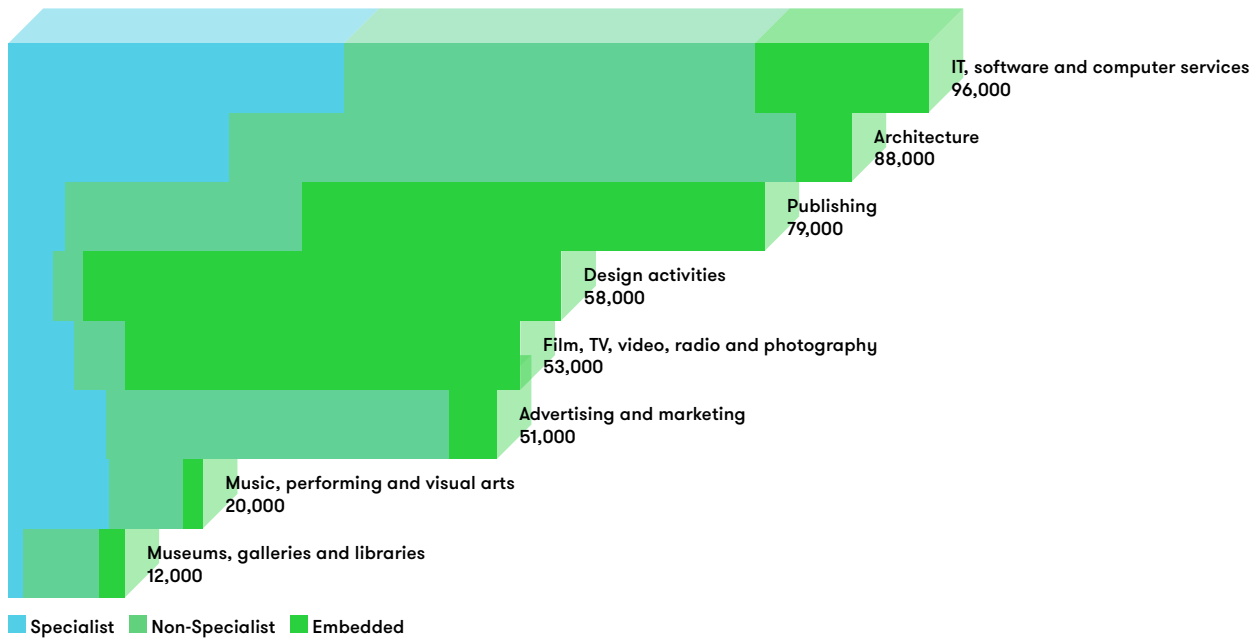 IT, software and computer services
96,000
Architecture
88,000
Publishing
79,000
Design activities
58,000
Film, TV, video, radio and photography
53,000
Advertising and marketing
51,000
Music, performing and visual arts
20,000
Museums, galleries and libraries
12,000
Specialist Non-Specialist Embedded